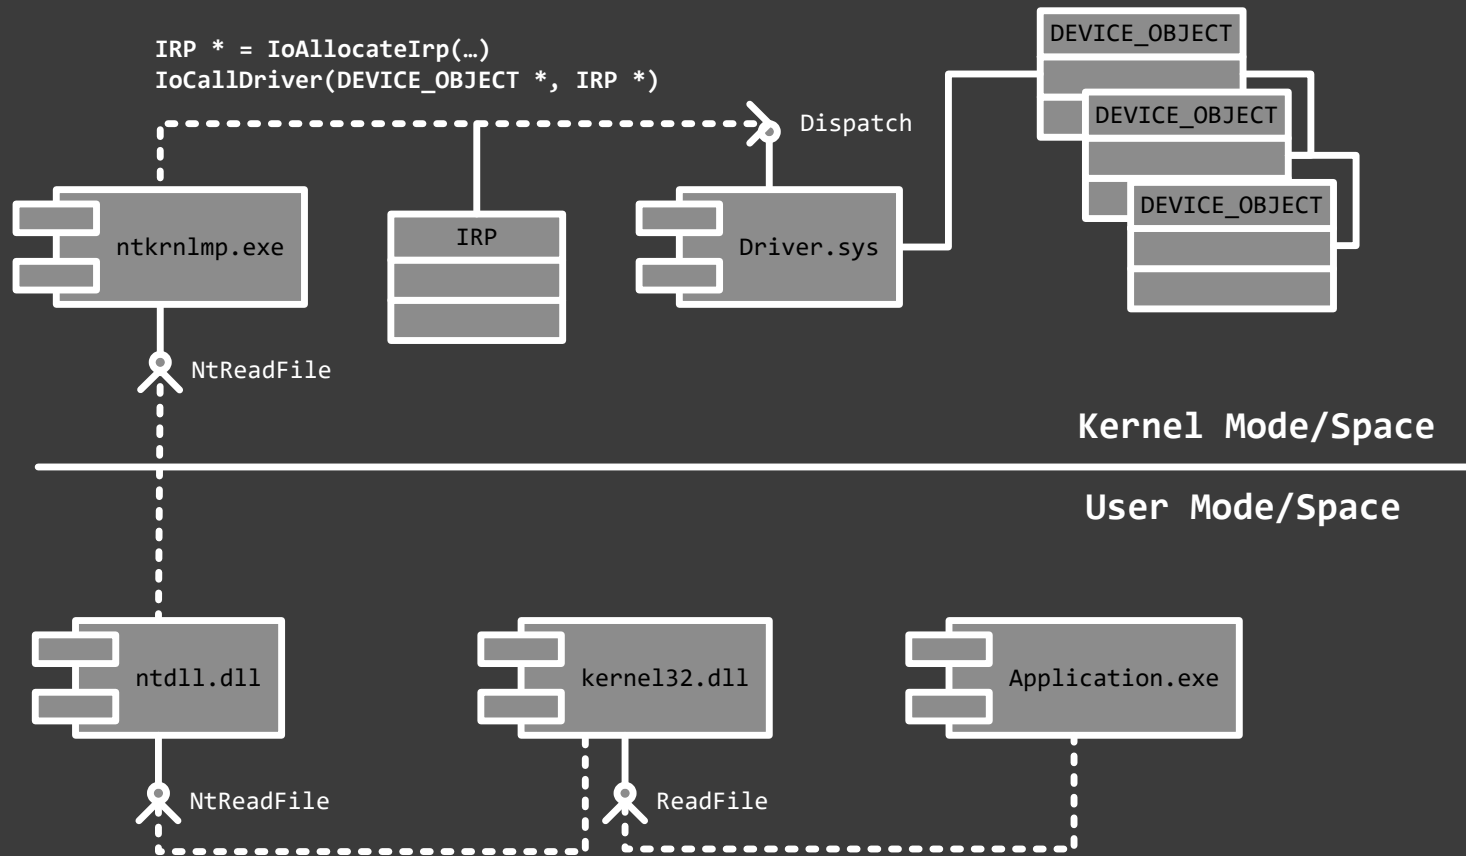 IRP * = IoAllocateIrp(…)
IoCallDriver(DEVICE_OBJECT *, IRP *)
Dispatch
DEVICE_OBJECT
DEVICE_OBJECT
DEVICE_OBJECT
ntkrnlmp.exe
IRP
Driver.sys
NtReadFile
Kernel Mode/Space
User Mode/Space
ntdll.dll
kernel32.dll
Application.exe
NtReadFile
ReadFile